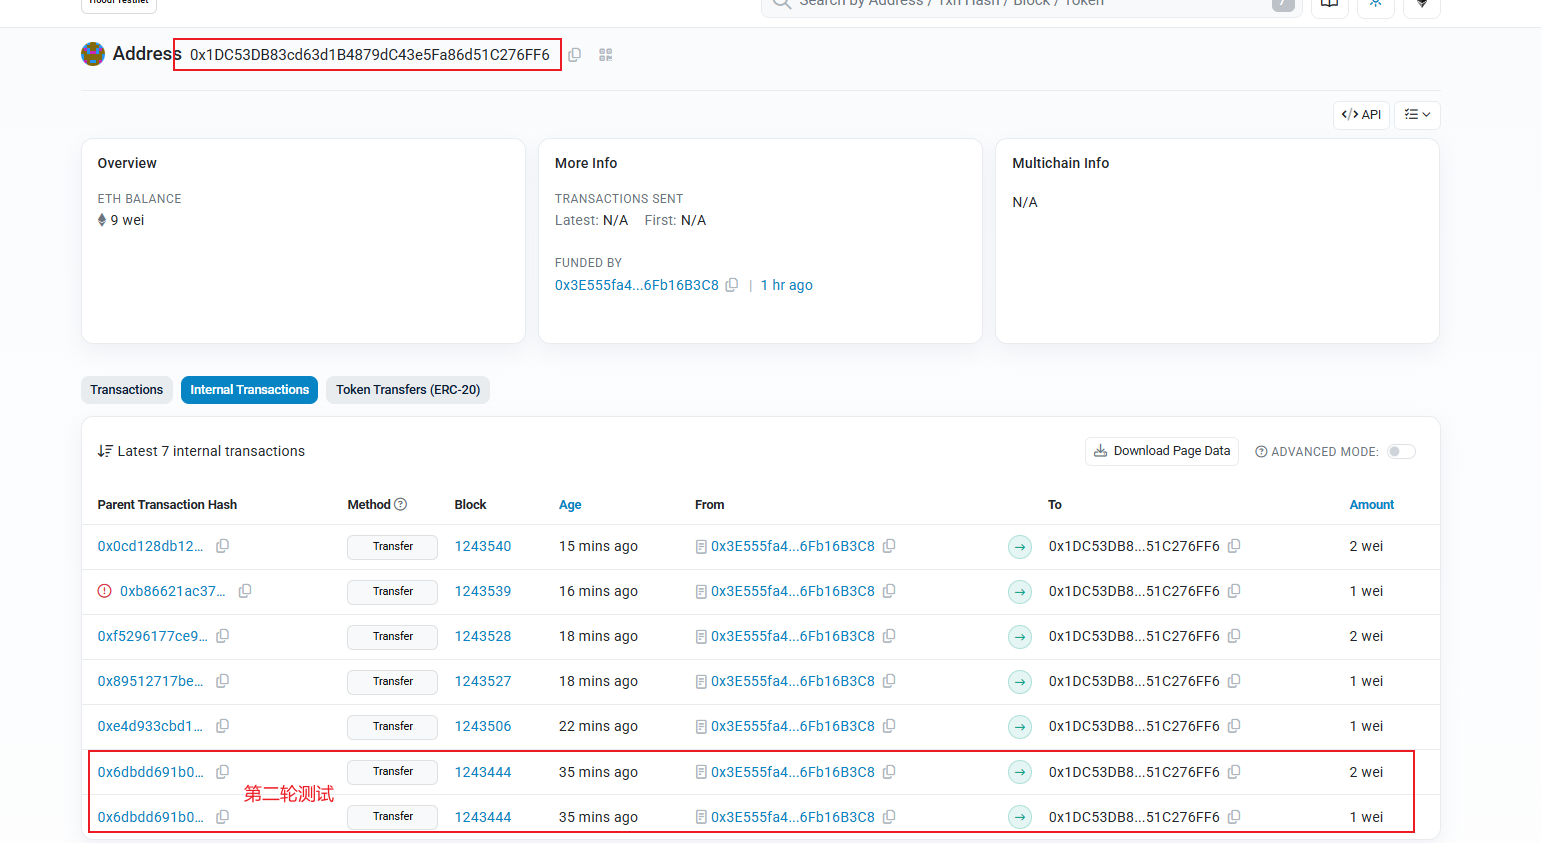 Hoodi Testnet
Search by Address / Txn Hash / Block / Token
/
Address 0x1DC53DB83cd63d1B4879dC43e5Fa86d51C276FF6
</> API
Overview
ETH BALANCE
9 wei
More Info
TRANSACTIONS SENT
Latest: N/A First: N/A
FUNDED BY
0x3E555fa4...6Fb16B3C8 | 1 hr ago
Multichain Info
N/A
Transactions Internal Transactions Token Transfers (ERC-20)
Latest 7 internal transactions
Download Page Data ? ADVANCED MODE:
Parent Transaction Hash Method ? Block Age From To Amount
0x0cd128db12... Transfer 1243540 15 mins ago 0x3E555fa4...6Fb16B3C8 0x1DC53DB8...51C276FF6 2 wei
0xb86621ac37... Transfer 1243539 16 mins ago 0x3E555fa4...6Fb16B3C8 0x1DC53DB8...51C276FF6 1 wei
0xf5296177ce9... Transfer 1243528 18 mins ago 0x3E555fa4...6Fb16B3C8 0x1DC53DB8...51C276FF6 2 wei
0x89512717be... Transfer 1243527 18 mins ago 0x3E555fa4...6Fb16B3C8 0x1DC53DB8...51C276FF6 1 wei
0xe4d933cbd1... Transfer 1243506 22 mins ago 0x3E555fa4...6Fb16B3C8 0x1DC53DB8...51C276FF6 1 wei
0x6dbdd691b0... Transfer 1243444 35 mins ago 0x3E555fa4...6Fb16B3C8 0x1DC53DB8...51C276FF6 2 wei
第二轮测试
0x6dbdd691b0... Transfer 1243444 35 mins ago 0x3E555fa4...6Fb16B3C8 0x1DC53DB8...51C276FF6 1 wei